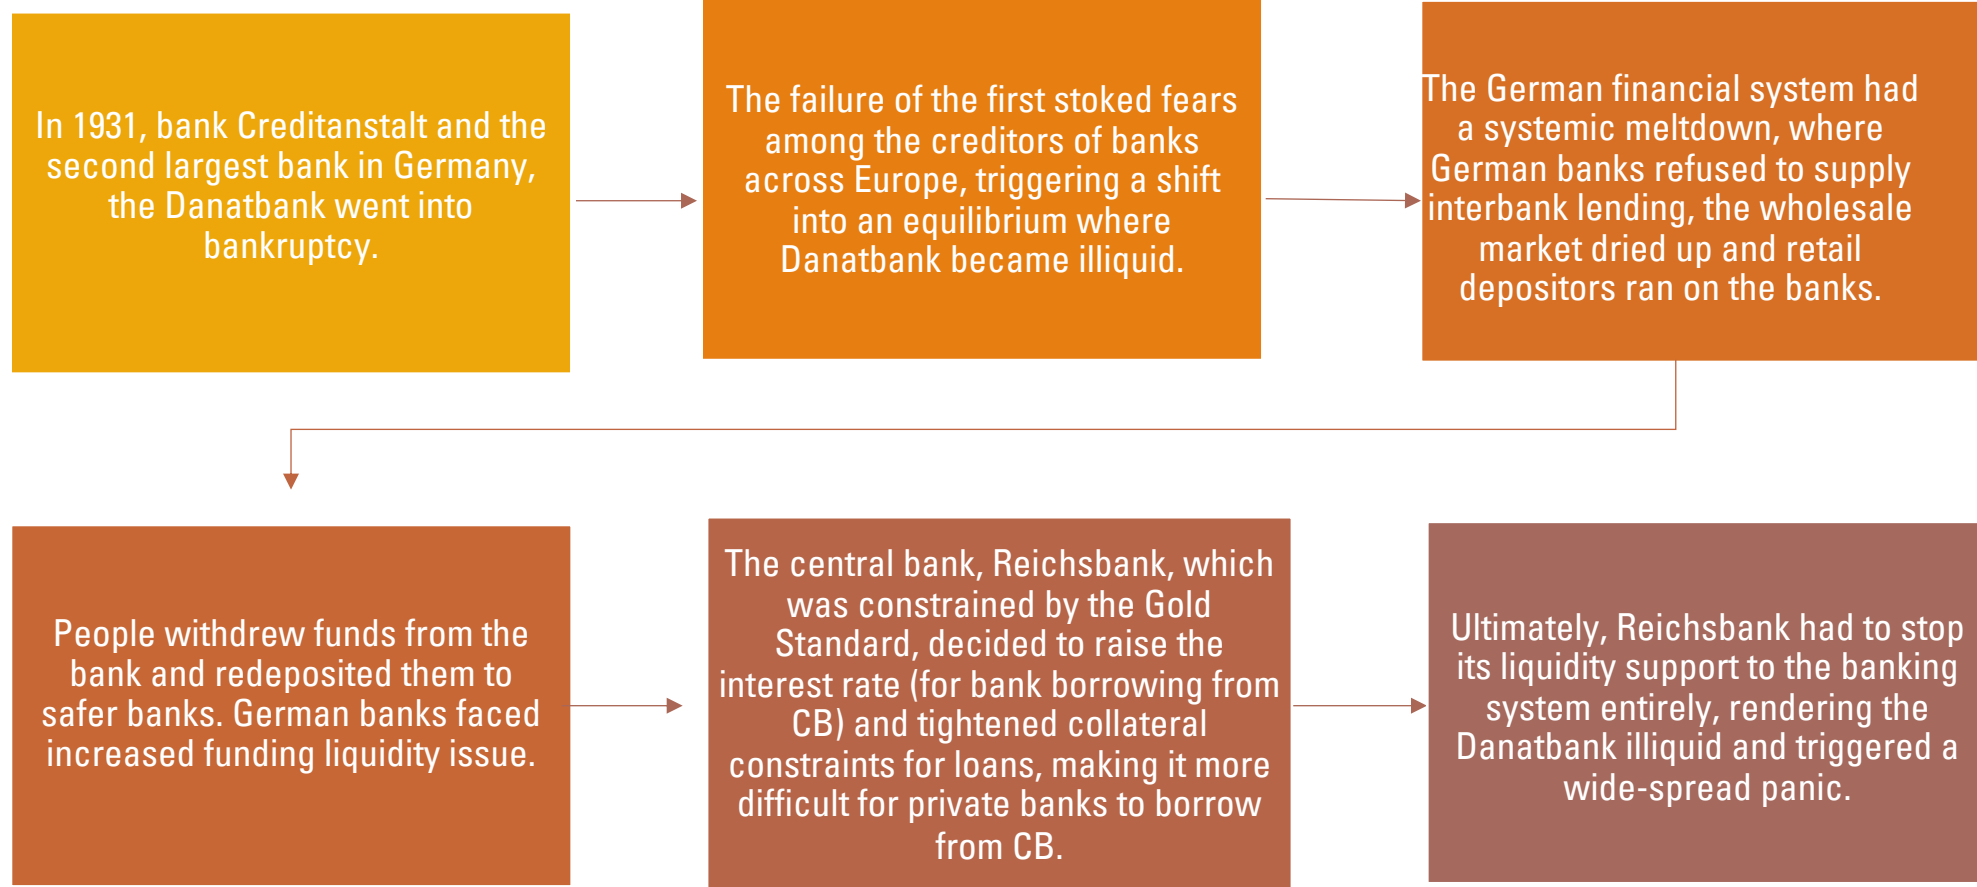 In 1931, bank Creditanstalt and the
second largest bank in Germany,
the Danatbank went into
bankruptcy.
The failure of the first stoked fears
among the creditors of banks
across Europe, triggering a shift
into an equilibrium where
Danatbank became illiquid.
The German financial system had
a systemic meltdown, where
German banks refused to supply
interbank lending, the wholesale
market dried up and retail
depositors ran on the banks.
People withdrew funds from the
bank and redeposited them to
safer banks. German banks faced
increased funding liquidity issue.
The central bank, Reichsbank, which
was constrained by the Gold
Standard, decided to raise the
interest rate (for bank borrowing from
CB) and tightened collateral
constraints for loans, making it more
difficult for private banks to borrow
from CB.
Ultimately, Reichsbank had to stop
its liquidity support to the banking
system entirely, rendering the
Danatbank illiquid and triggered a
wide-spread panic.